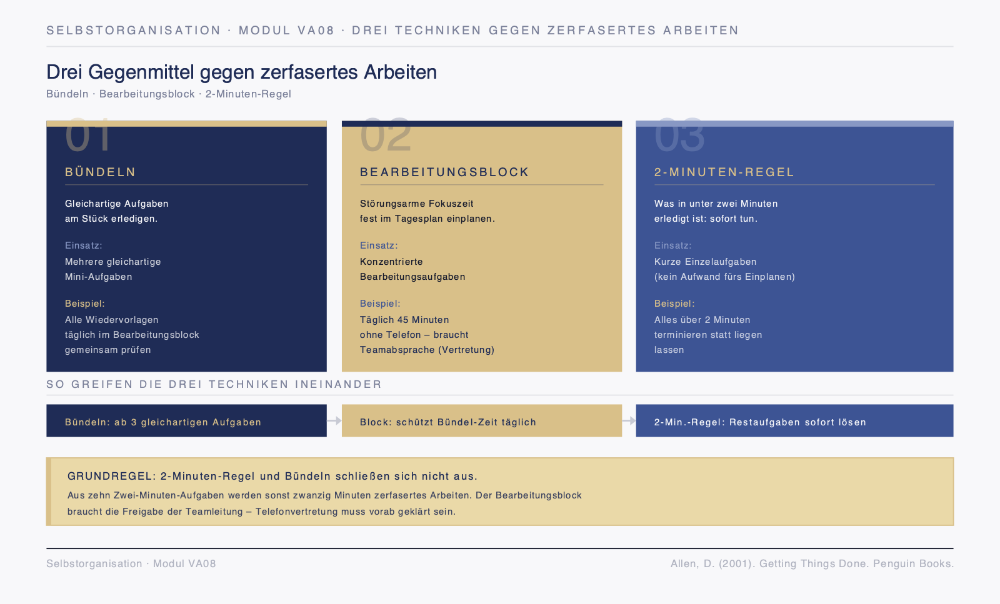 SELBSTORGANISATION · MODUL VA08 · DREI TECHNIKEN GEGEN ZERFASERTES ARBEITEN
Drei Gegenmittel gegen zerfasertes Arbeiten
Bündeln · Bearbeitungsblock · 2-Minuten-Regel
01
BÜNDELN
Gleichartige Aufgaben
am Stück erledigen.
Einsatz:
Mehrere gleichartige
Mini-Aufgaben
Beispiel:
Alle Wiedervorlagen
täglich im Bearbeitungsblock
gemeinsam prüfen
02
BEARBEITUNGSBLOCK
Störungsarme Fokuszeit
fest im Tagesplan einplanen.
Einsatz:
Konzentrierte
Bearbeitungsaufgaben
Beispiel:
Täglich 45 Minuten
ohne Telefon – braucht
Teamabsprache (Vertretung)
03
2-MINUTEN-REGEL
Was in unter zwei Minuten
erledigt ist: sofort tun.
Einsatz:
Kurze Einzelaufgaben
(kein Aufwand fürs Einplanen)
Beispiel:
Alles über 2 Minuten
terminieren statt liegen
lassen
SO GREIFEN DIE DREI TECHNIKEN INEINANDER
Bündeln: ab 3 gleichartigen Aufgaben
Block: schützt Bündel-Zeit täglich
2-Min.-Regel: Restaufgaben sofort lösen
GRUNDREGEL: 2-Minuten-Regel und Bündeln schließen sich nicht aus.
Aus zehn Zwei-Minuten-Aufgaben werden sonst zwanzig Minuten zerfasertes Arbeiten. Der Bearbeitungsblock
braucht die Freigabe der Teamleitung – Telefonvertretung muss vorab geklärt sein.
Selbstorganisation · Modul VA08
Allen, D. (2001). Getting Things Done. Penguin Books.